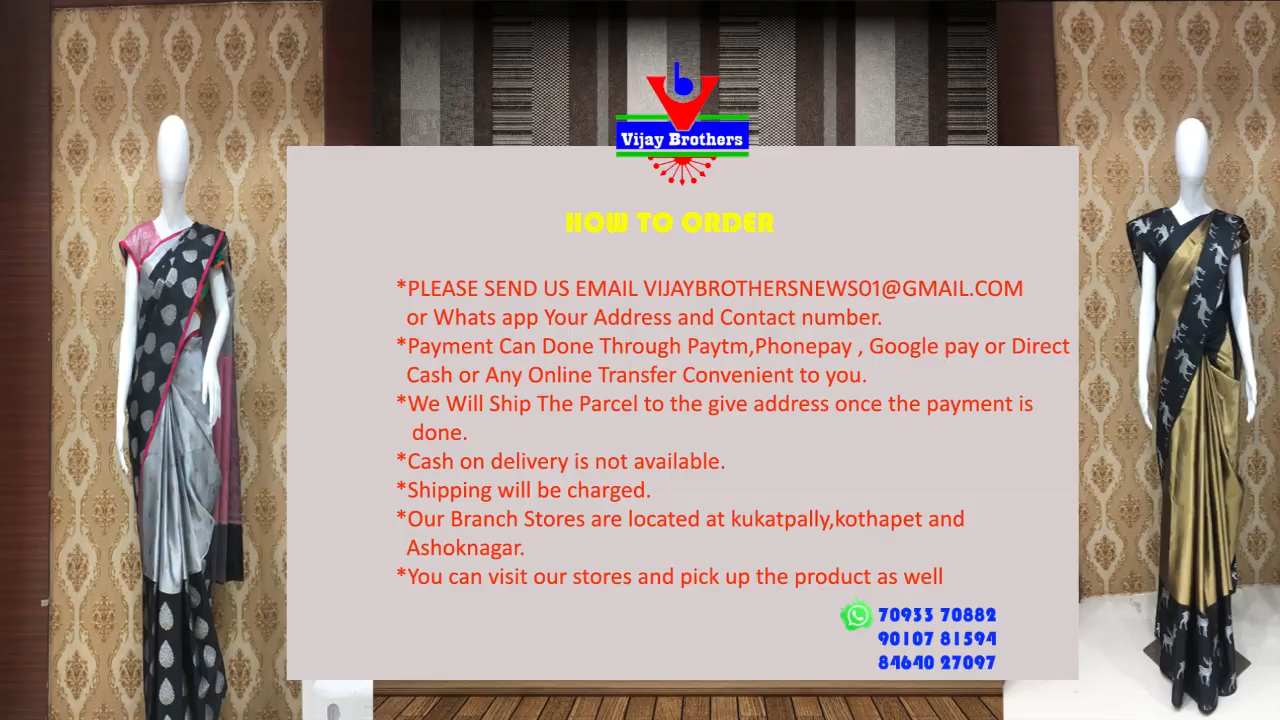 Vijay Brothers
HOW TO ORDER
*PLEASE SEND US EMAIL VIJAYBROTHERSNEWS01@GMAIL.COM
or Whats app Your Address and Contact number.
*Payment Can Done Through Paytm,Phonepay , Google pay or Direct
Cash or Any Online Transfer Convenient to you.
*We Will Ship The Parcel to the give address once the payment is
done.
*Cash on delivery is not available.
*Shipping will be charged.
*Our Branch Stores are located at kukatpally,kothapet and
Ashoknagar.
*You can visit our stores and pick up the product as well
70933 70882
90107 81594
84640 27097